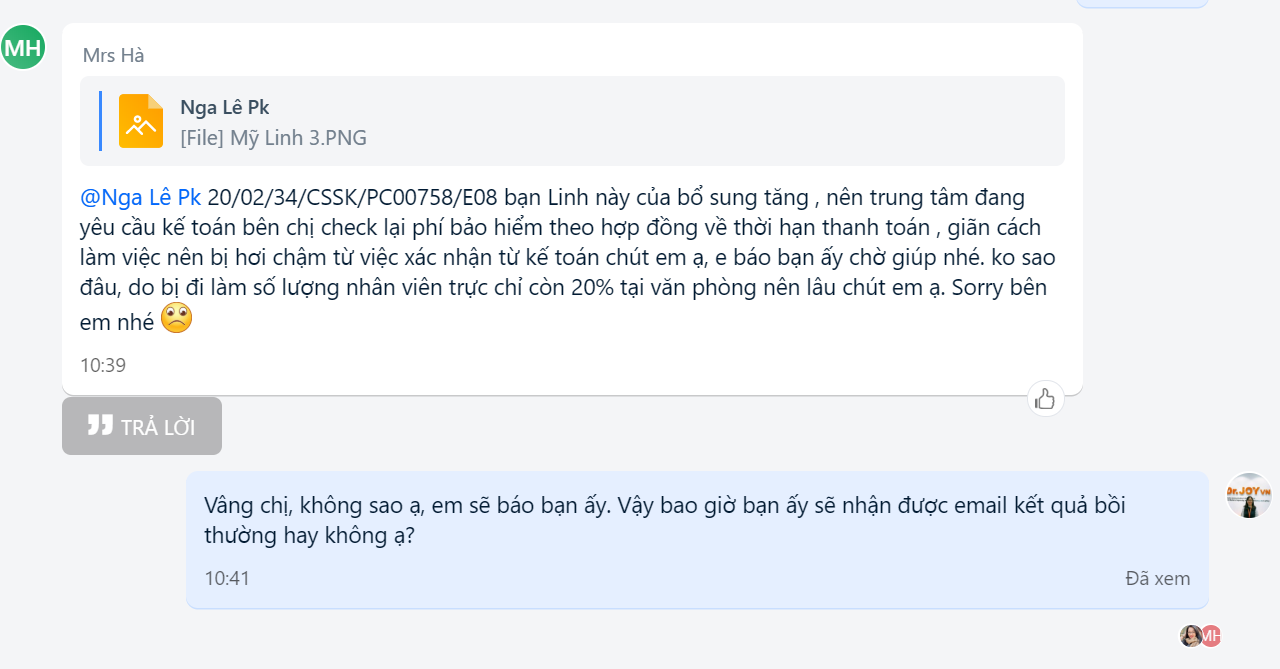 MH
Mrs Hà
Nga Lê Pk
[File] Mỹ Linh 3.PNG
@Nga Lê Pk 20/02/34/CSSK/PC00758/E08 bạn Linh này của bổ sung tăng , nên trung tâm đang
yêu cầu kế toán bên chị check lại phí bảo hiểm theo hợp đồng về thời hạn thanh toán , giãn cách
làm việc nên bị hơi chậm từ việc xác nhận từ kế toán chút em ạ, e báo bạn ấy chờ giúp nhé. ko sao
đâu, do bị đi làm số lượng nhân viên trực chỉ còn 20% tại văn phòng nên lâu chút em ạ. Sorry bên
em nhé
10:39
TRẢ LỜI
Dr.JOYVN
Vâng chị, không sao ạ, em sẽ báo bạn ấy. Vậy bao giờ bạn ấy sẽ nhận được email kết quả bồi
thường hay không ạ?
10:41 Đã xem
MH